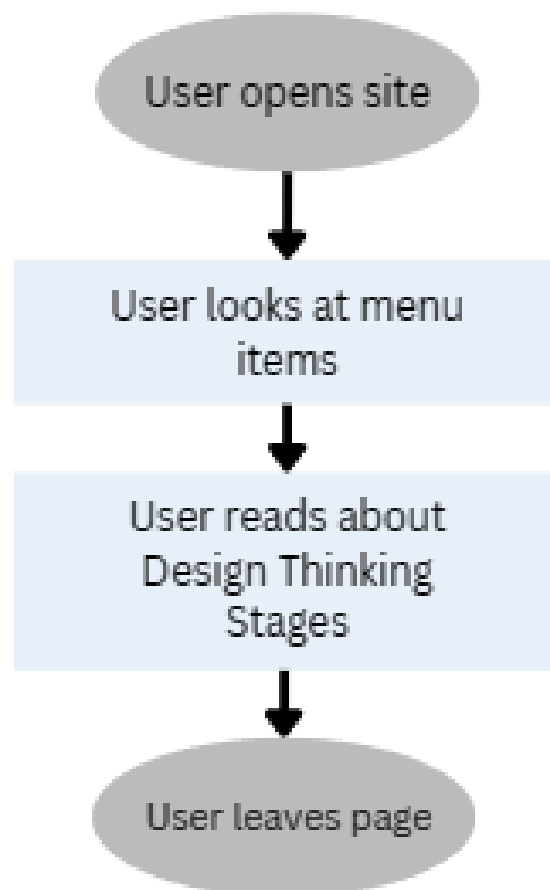 User opens site
User looks at menu
items
User reads about
Design Thinking
Stages
User leaves page